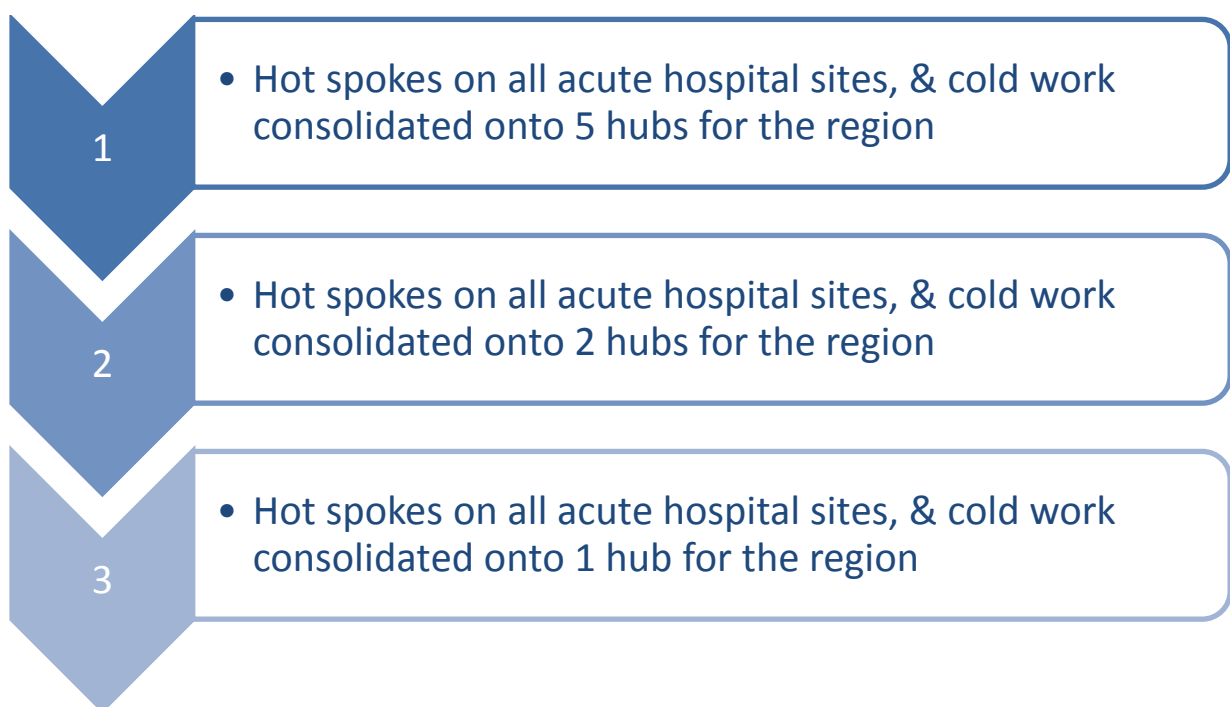 1
• Hot spokes on all acute hospital sites, & cold work
consolidated onto 5 hubs for the region
2
• Hot spokes on all acute hospital sites, & cold work
consolidated onto 2 hubs for the region
3
• Hot spokes on all acute hospital sites, & cold work
consolidated onto 1 hub for the region